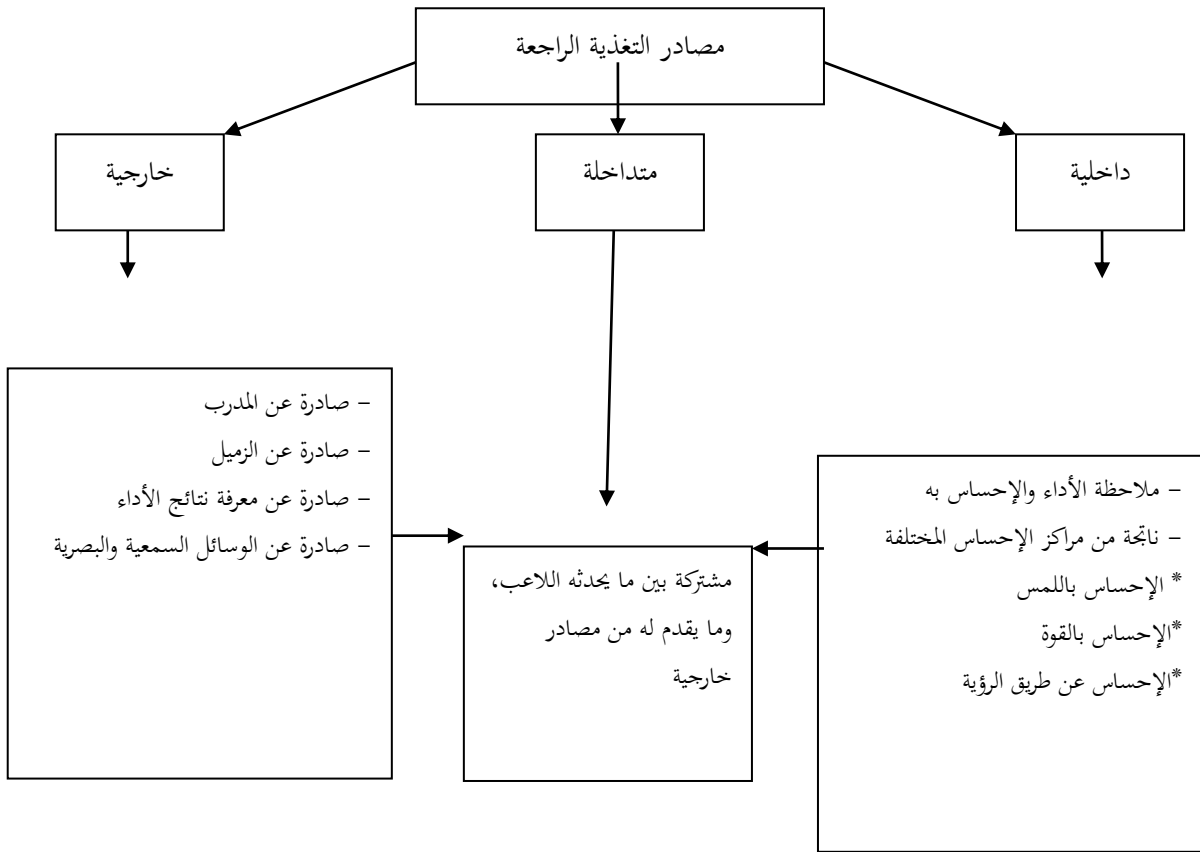 مصادر التغذية الراجعة
داخلية
متداخلة
خارجية
– ملاحظة الأداء والإحساس به
– ناتجة من مراكز الإحساس المختلفة
* الإحساس باللمس
*الإحساس بالقوة
*الإحساس عن طريق الرؤية
مشتركة بين ما يحدثه اللاعب،
وما يقدم له من مصادر
خارجية
– صادرة عن المدرب
– صادرة عن الزميل
– صادرة عن معرفة نتائج الأداء
– صادرة عن الوسائل السمعية والبصرية